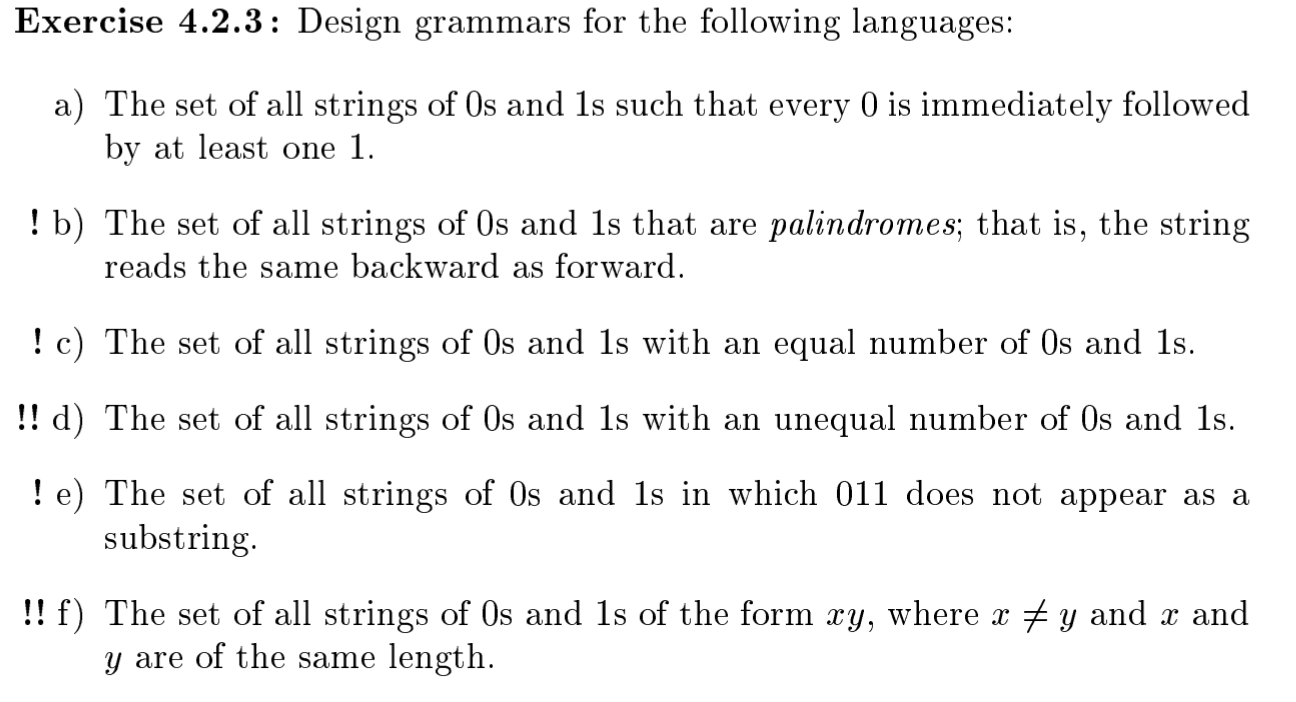 Exercise 4.2.3: Design grammars for the following languages:
a) The set of all strings of 0s and 1s such that every 0 is immediately followed
by at least one 1.
! b) The set of all strings of 0s and 1s that are palindromes; that is, the string
reads the same backward as forward.
! c) The set of all strings of 0s and 1s with an equal number of 0s and 1s.
!! d) The set of all strings of 0s and 1s with an unequal number of 0s and 1s.
! e) The set of all strings of 0s and 1s in which 011 does not appear as a
substring.
!! f) The set of all strings of 0s and 1s of the form xy, where x ≠ y and x and
y are of the same length.